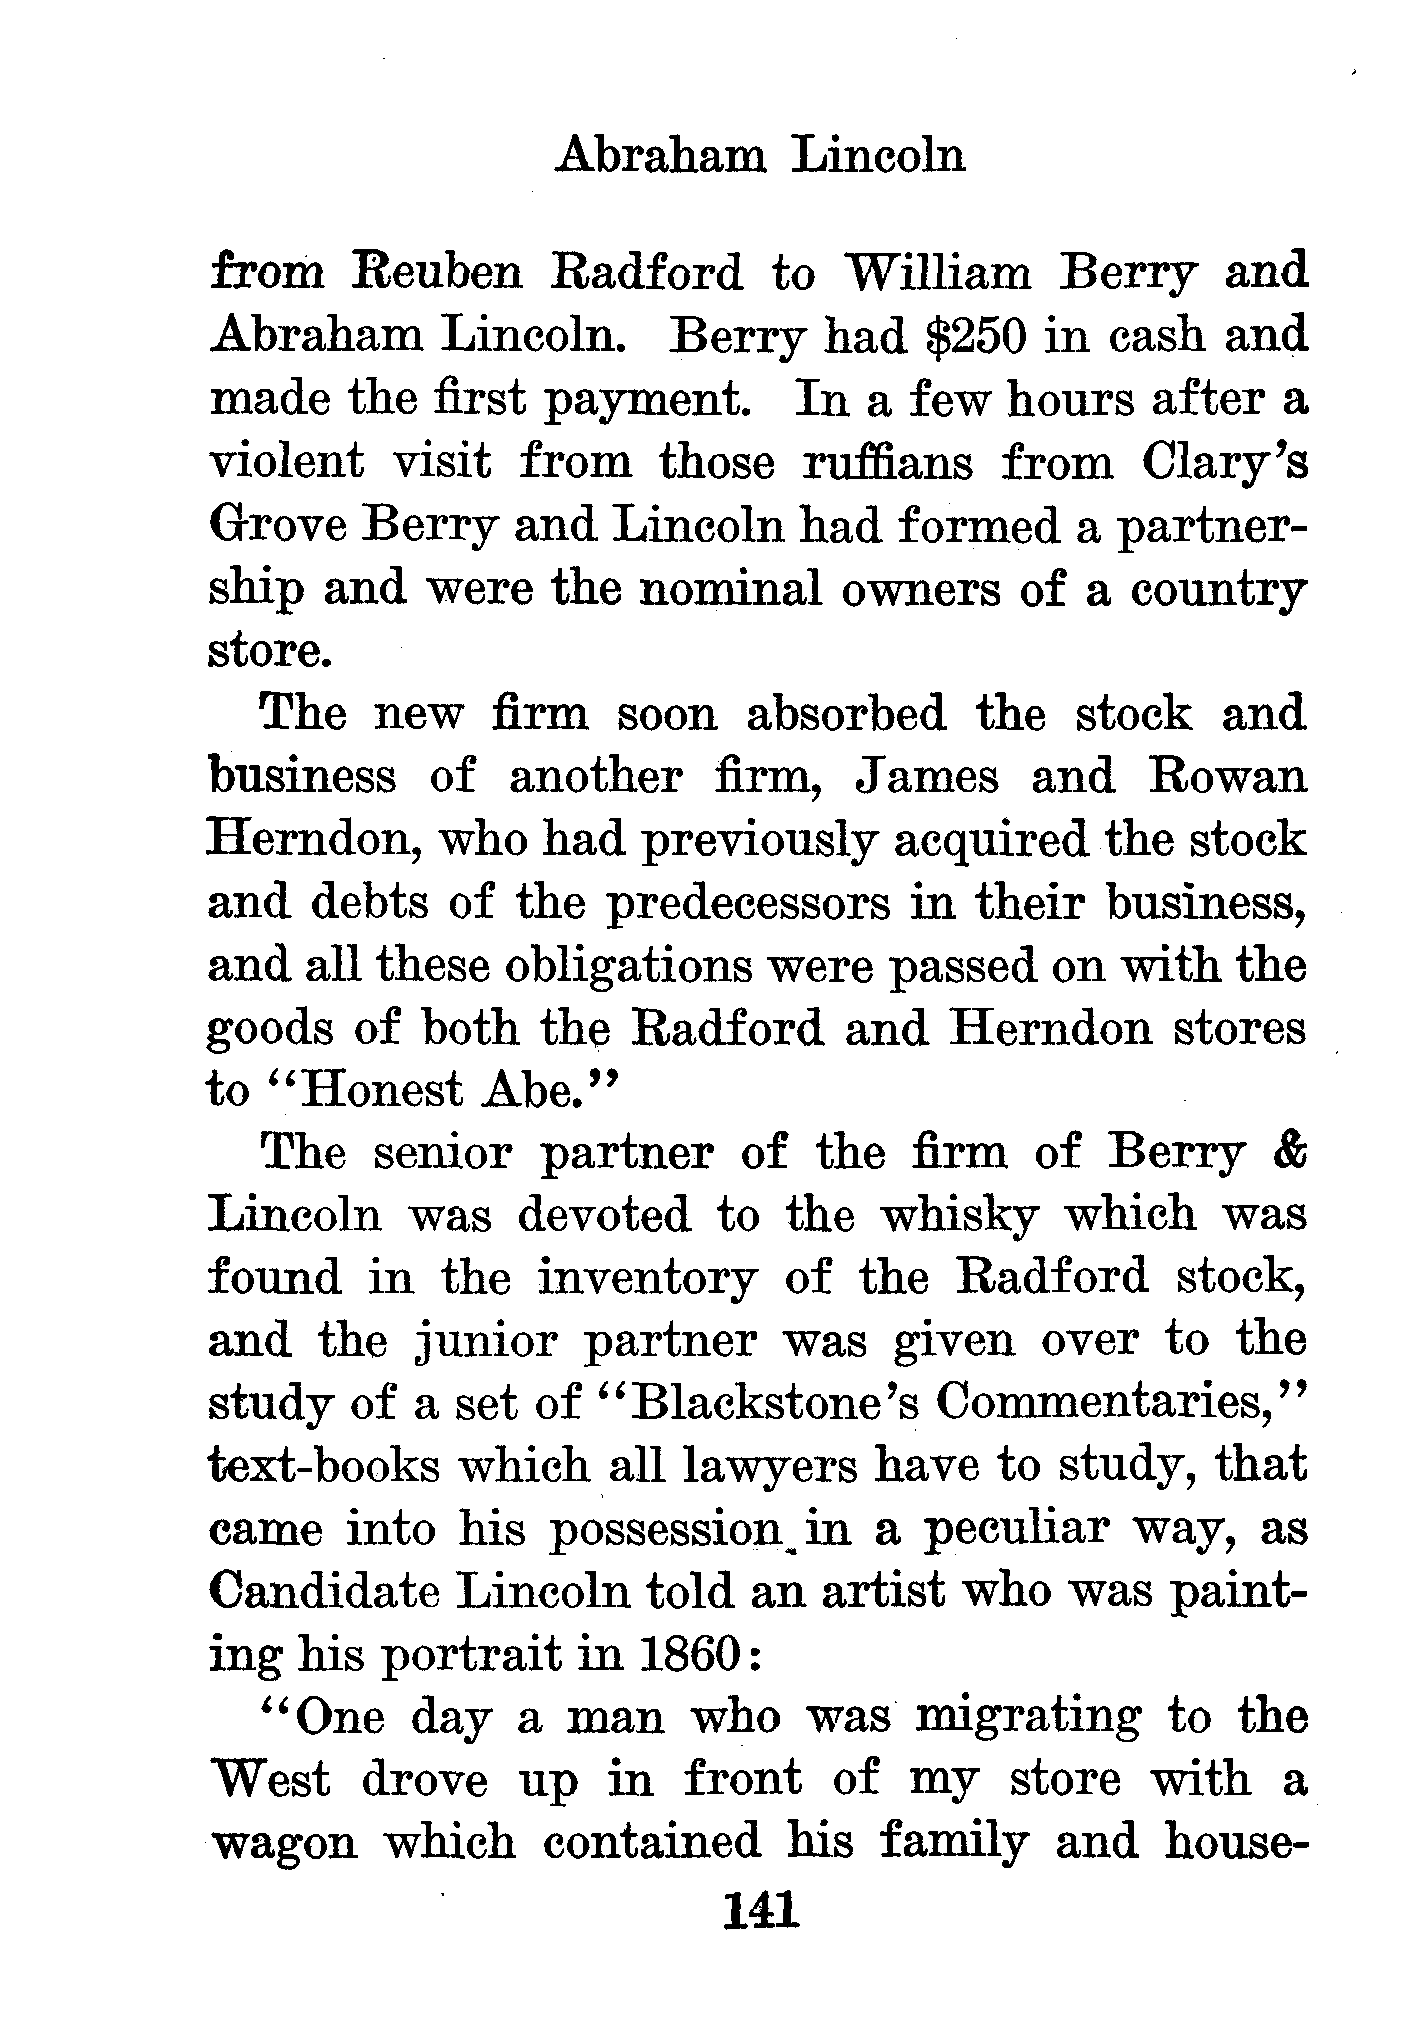 Abraham Lincoln
from Reuben Radford to William Berry and
Abraham Lincoln. Berry had $250 in cash and
made the first payment. In a few hours after a
violent visit from those ruffians from Clary's
Grove Berry and Lincoln had formed a partner-
ship and were the nominal owners of a country
store.
The new firm soon absorbed the stock and
business of another firm, James and Rowan
Herndon, who had previously acquired the stock
and debts of the predecessors in their business,
and all these obligations were passed on with the
goods of both the Radford and Herndon stores
to "Honest Abe."
The senior partner of the firm of Berry &
Lincoln was devoted to the whisky which was
found in the inventory of the Radford stock,
and the junior partner was given over to the
study of a set of "Blackstone's Commentaries,"
text-books which all lawyers have to study, that
came into his possession in a peculiar way, as
Candidate Lincoln told an artist who was paint-
ing his portrait in 1860:
"One day a man who was migrating to the
West drove up in front of my store with a
wagon which contained his family and house-
141